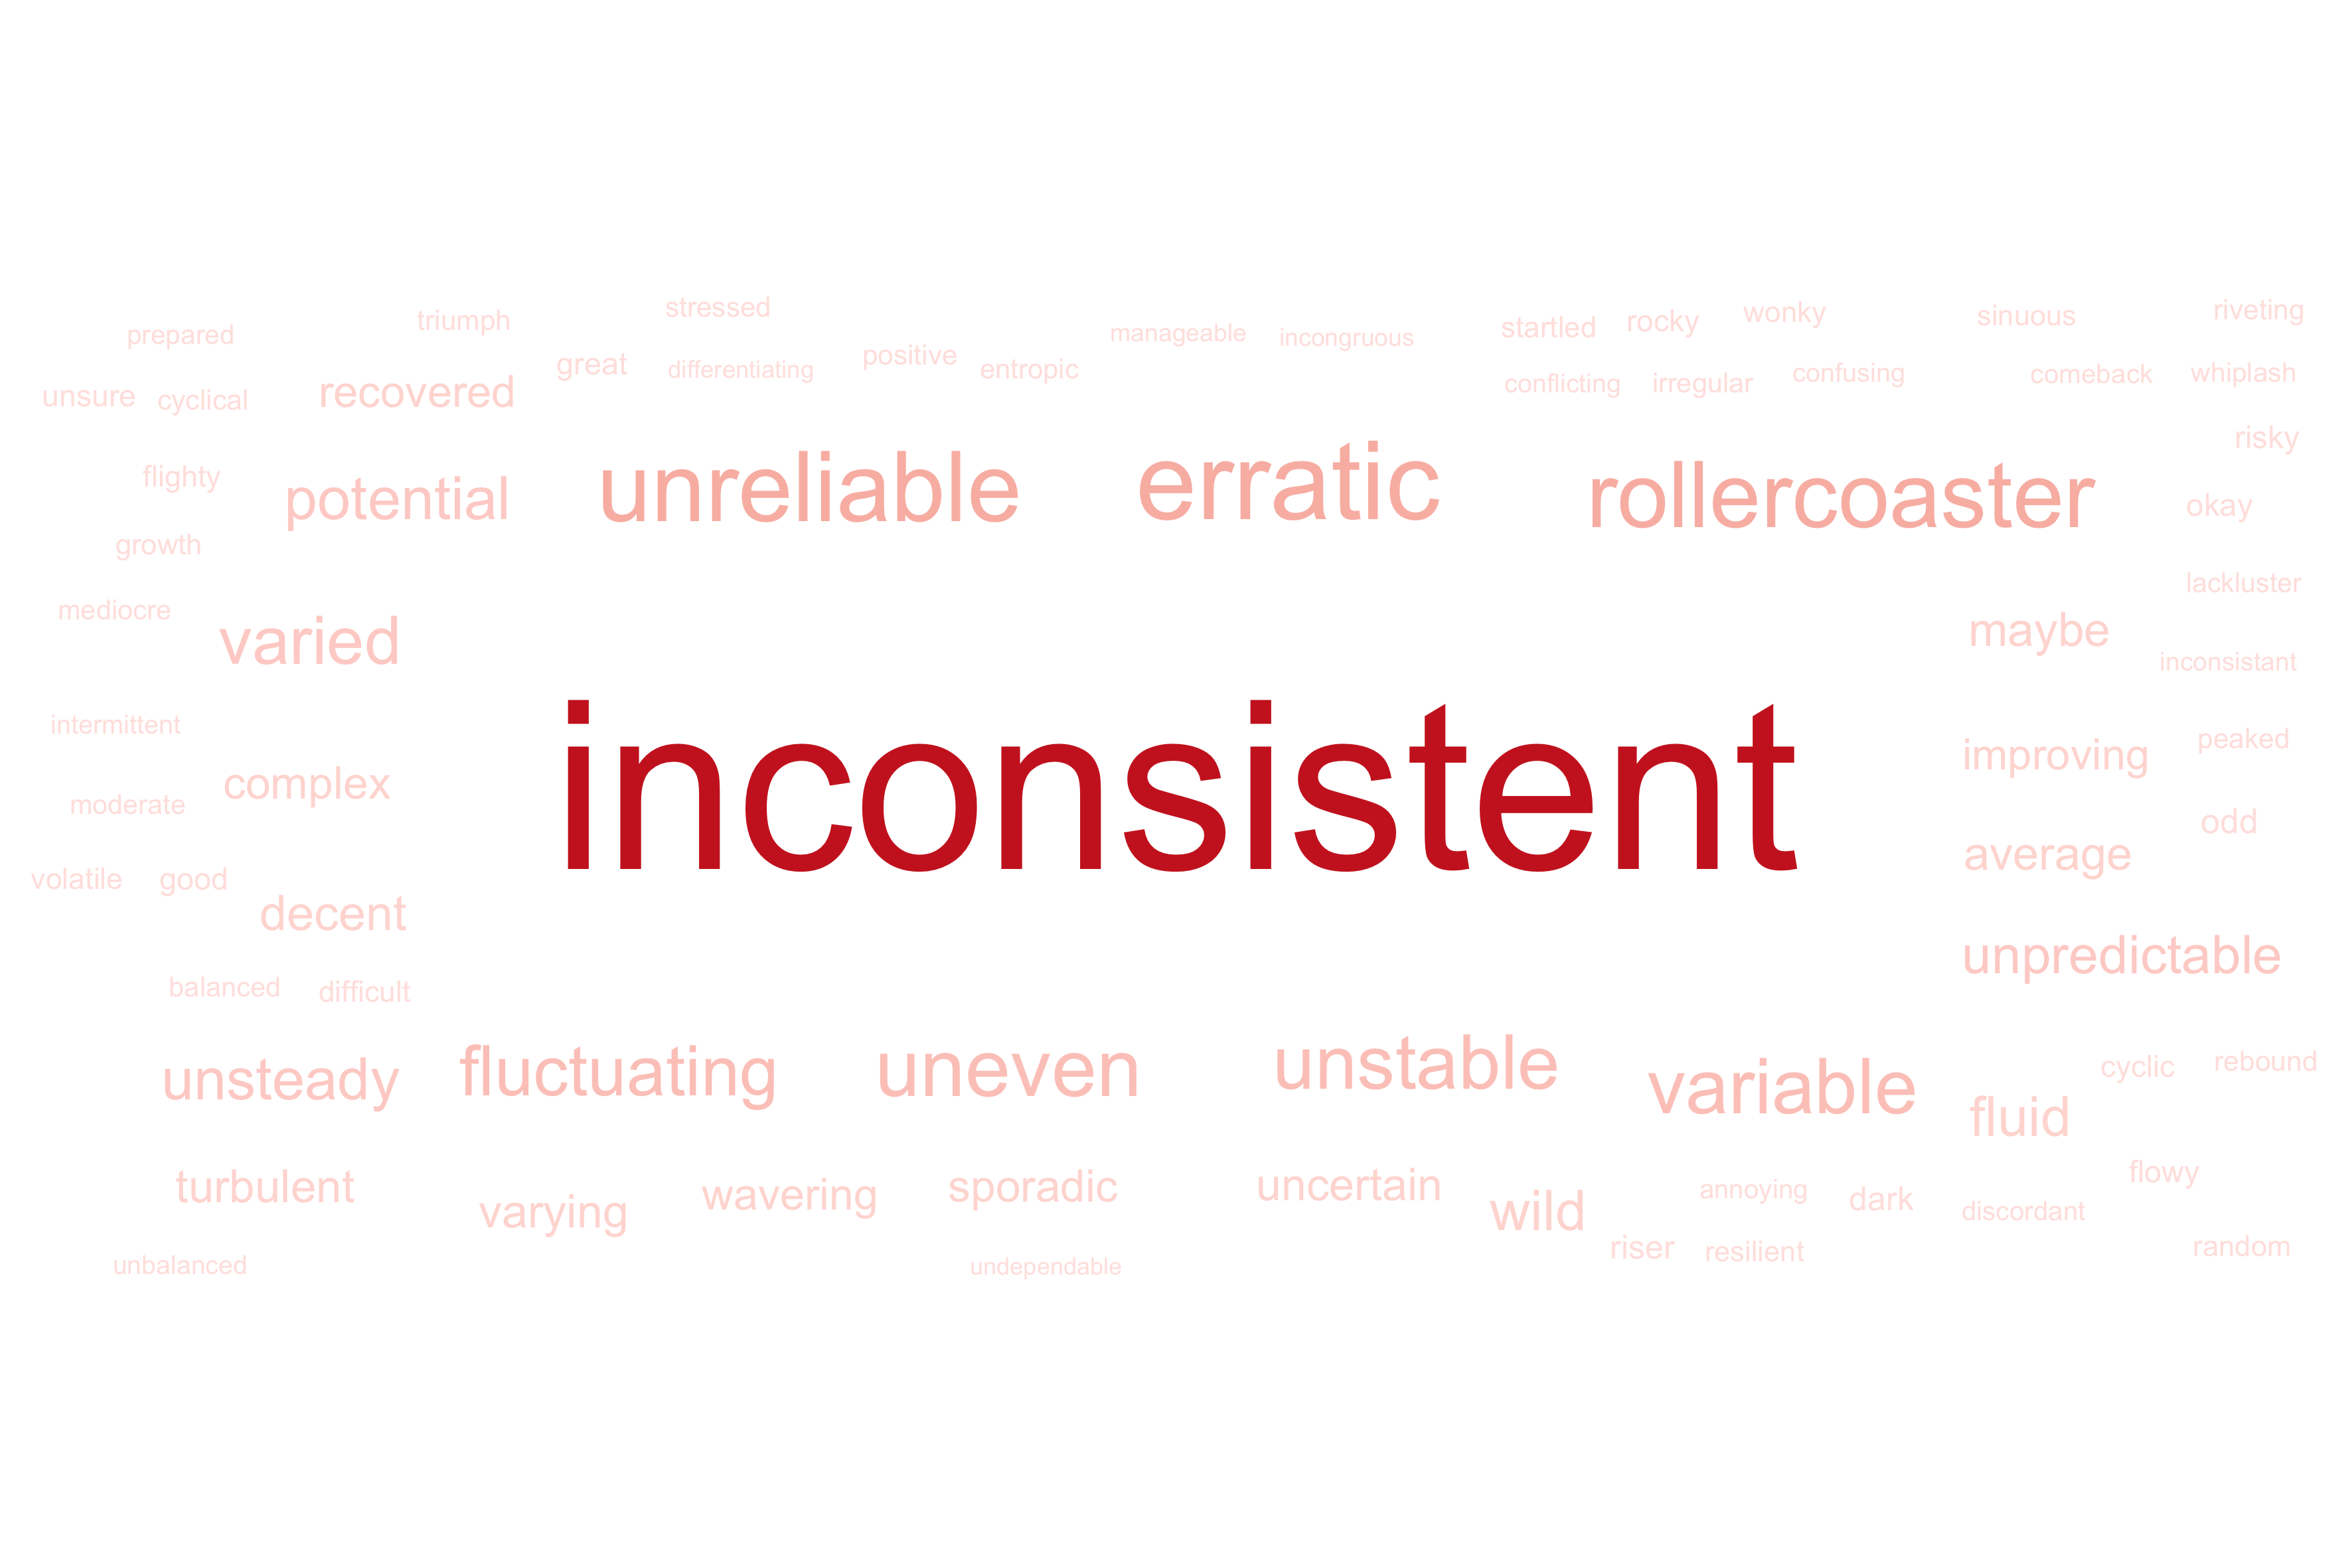 stressed
triumph
prepared
great
differentiating
positive
entropic
manageable
incongruous
startled
rocky
wonky
sinuous
riveting
unsure
cyclical
recovered
conflicting
irregular
confusing
comeback
whiplash
risky
flighty
potential
unreliable
erratic
rollercoaster
okay
growth
lackluster
mediocre
varied
maybe
inconsistant
intermittent
inconsistent
improving
peaked
moderate
complex
odd
average
volatile
good
decent
unpredictable
balanced
difficult
unsteady
fluctuating
uneven
unstable
variable
cyclic
rebound
fluid
turbulent
varying
wavering
sporadic
uncertain
wild
annoying
dark
flowy
discordant
riser
resilient
random
unbalanced
undependable